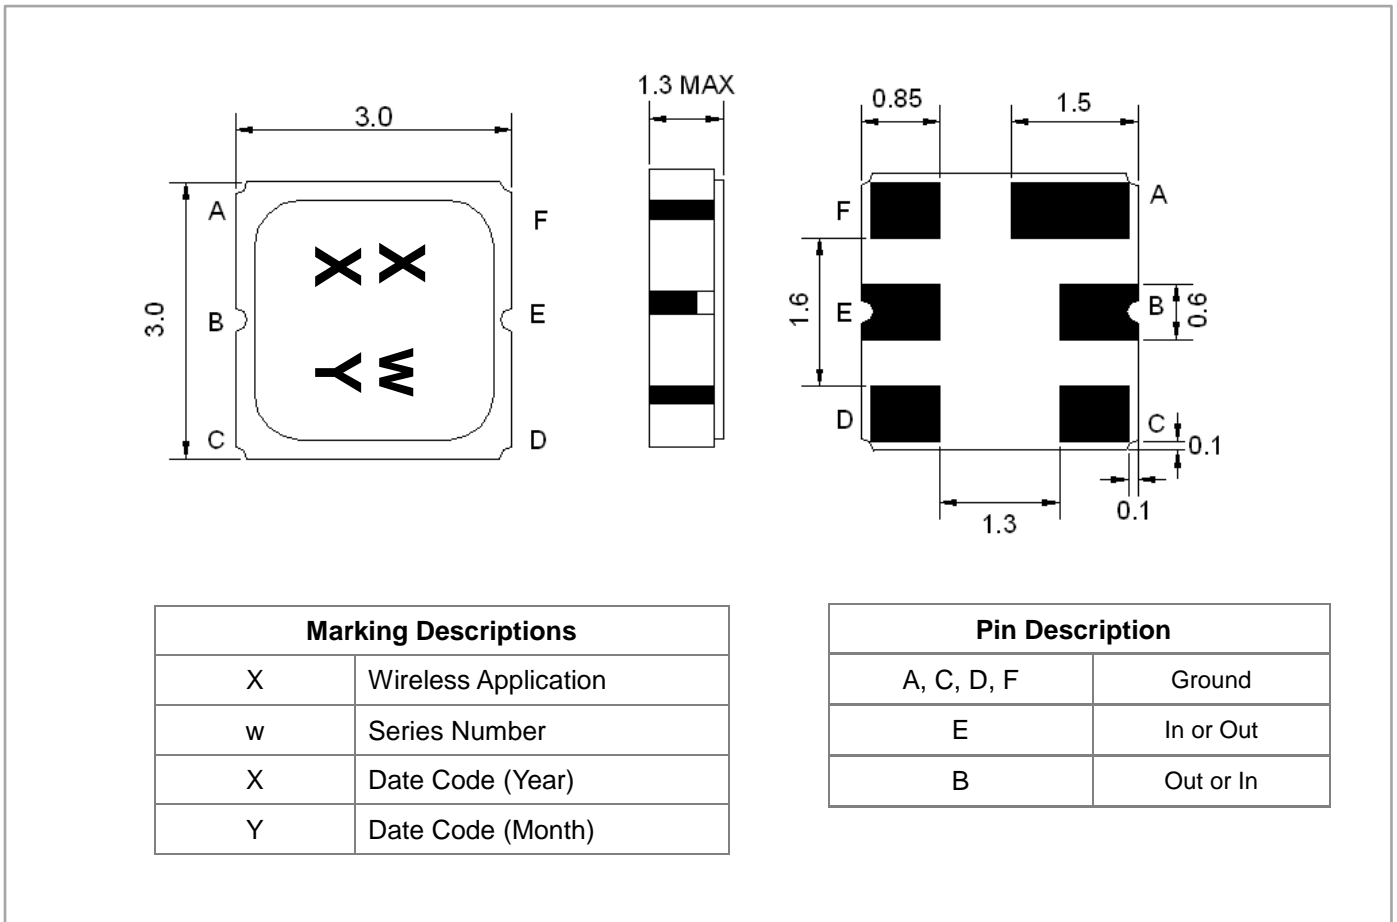 1.3 MAX
3.0
0.85
1.5
A
F
X X
3.0
B
E
Y W
C
D
F
A
1.6
E
B
0.6
D
C
0.1
0.1
1.3
Marking Descriptions
X Wireless Application
w Series Number
X Date Code (Year)
Y Date Code (Month)
Pin Description
A, C, D, F Ground
E In or Out
B Out or In